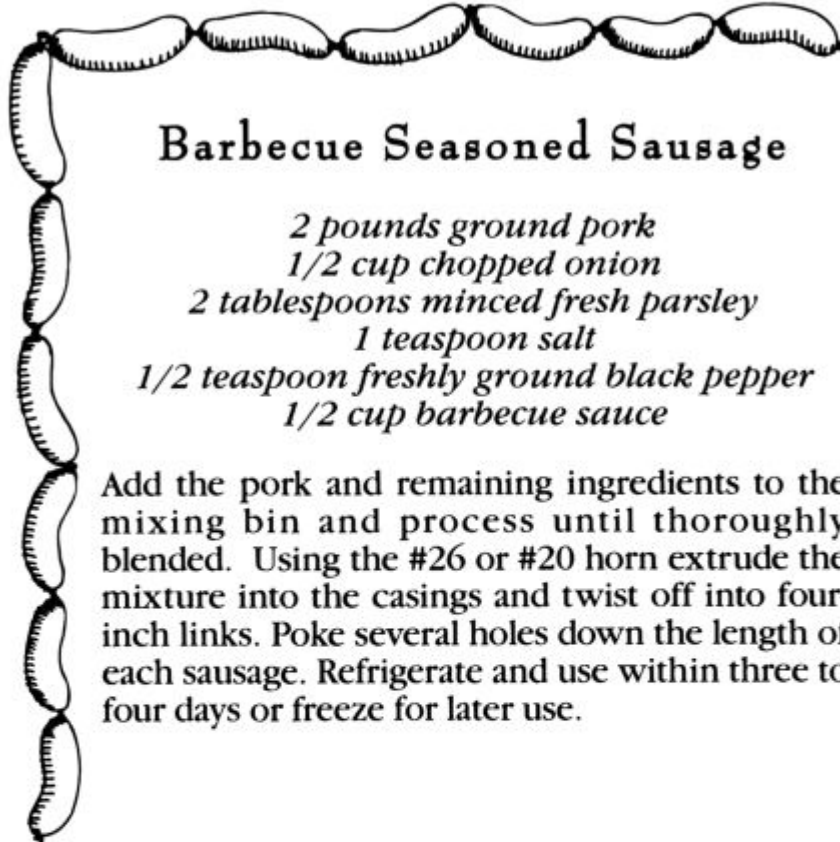 Barbecue Seasoned Sausage
2 pounds ground pork
1/2 cup chopped onion
2 tablespoons minced fresh parsley
1 teaspoon salt
1/2 teaspoon freshly ground black pepper
1/2 cup barbecue sauce
Add the pork and remaining ingredients to the
mixing bin and process until thoroughly
blended. Using the #26 or #20 horn extrude the
mixture into the casings and twist off into four
inch links. Poke several holes down the length of
each sausage. Refrigerate and use within three to
four days or freeze for later use.